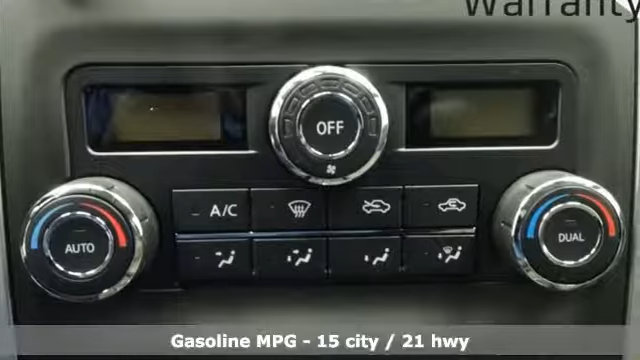 Warranty
OFF
A/C
AUTO
DUAL
Gasoline MPG - 15 city / 21 hwy